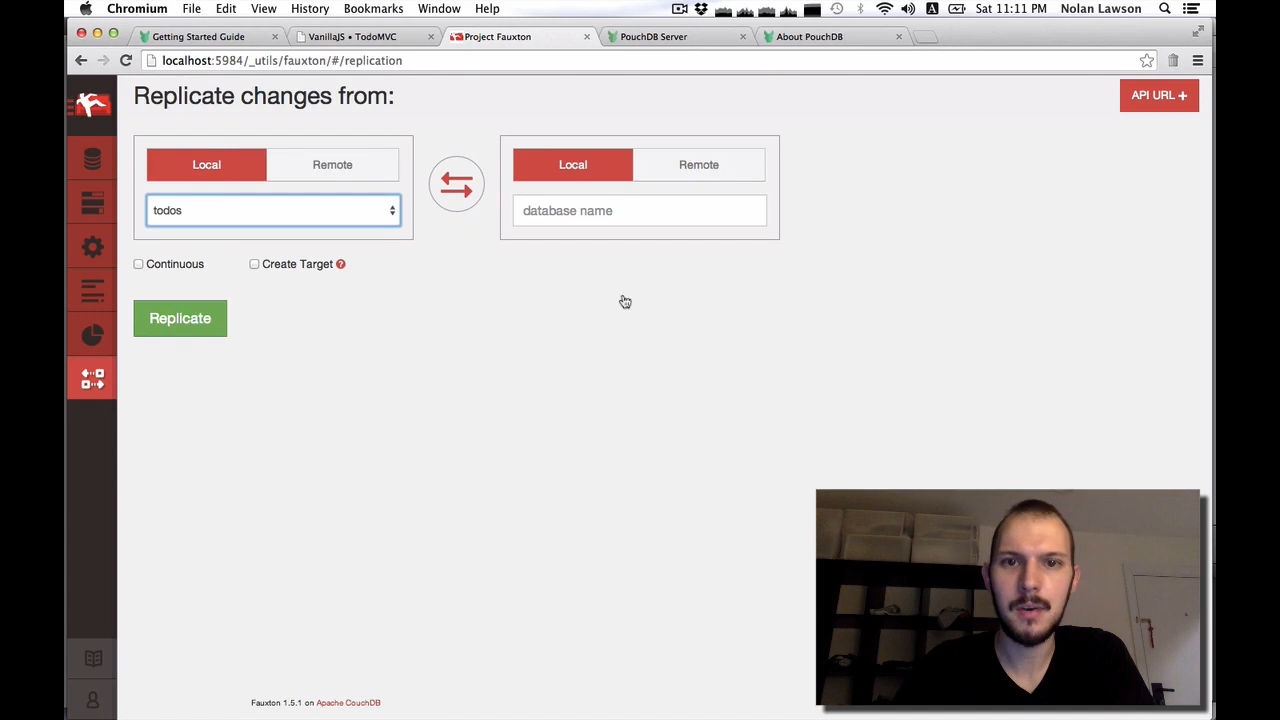 Chromium File Edit View History Bookmarks Window Help Sat 11:11 PM Nolan Lawson
Getting Started Guide VanillaJS • TodoMVC Project Fauxton PouchDB Server About PouchDB
localhost:5984/_utils/fauxton/#/replication
Replicate changes from:
API URL
Local Remote Local Remote
todos database name
Continuous Create Target
Replicate
Fauxton 1.5.1 on Apache CouchDB